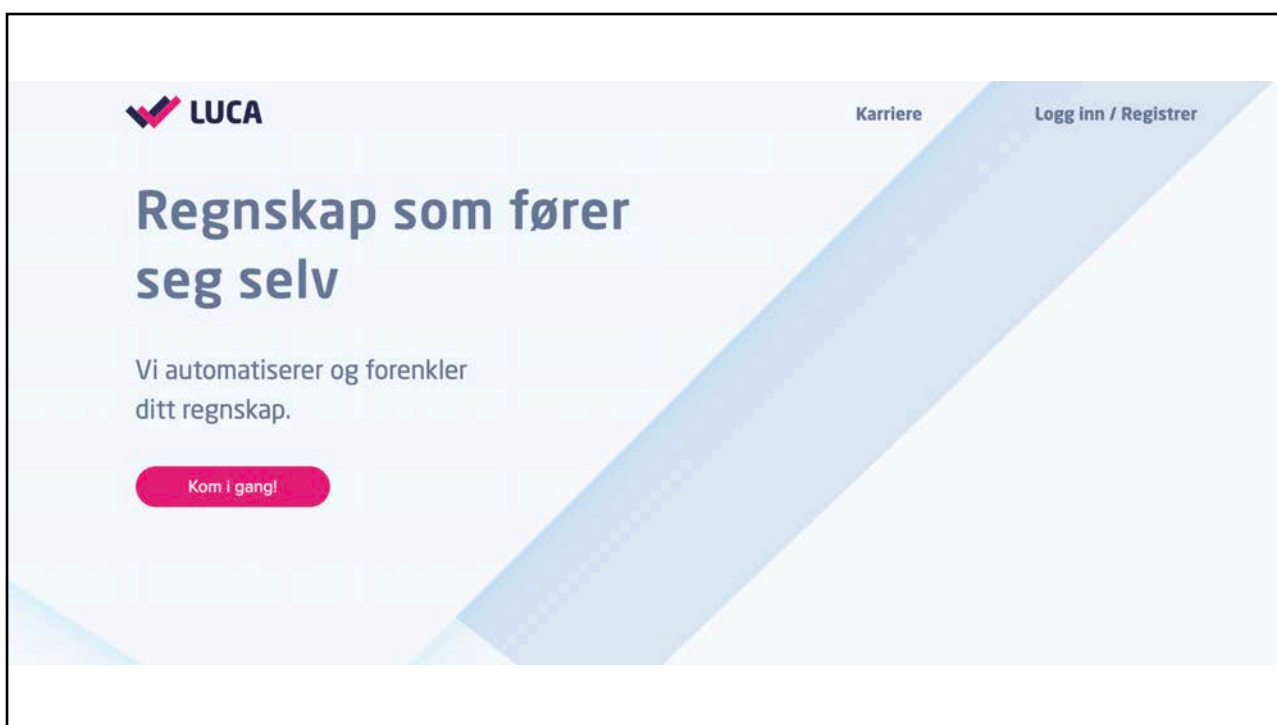 LUCA
Karriere
Logg inn / Registrer
Regnskap som fører
seg selv
Vi automatiserer og forenkler
ditt regnskap.
Kom i gang!